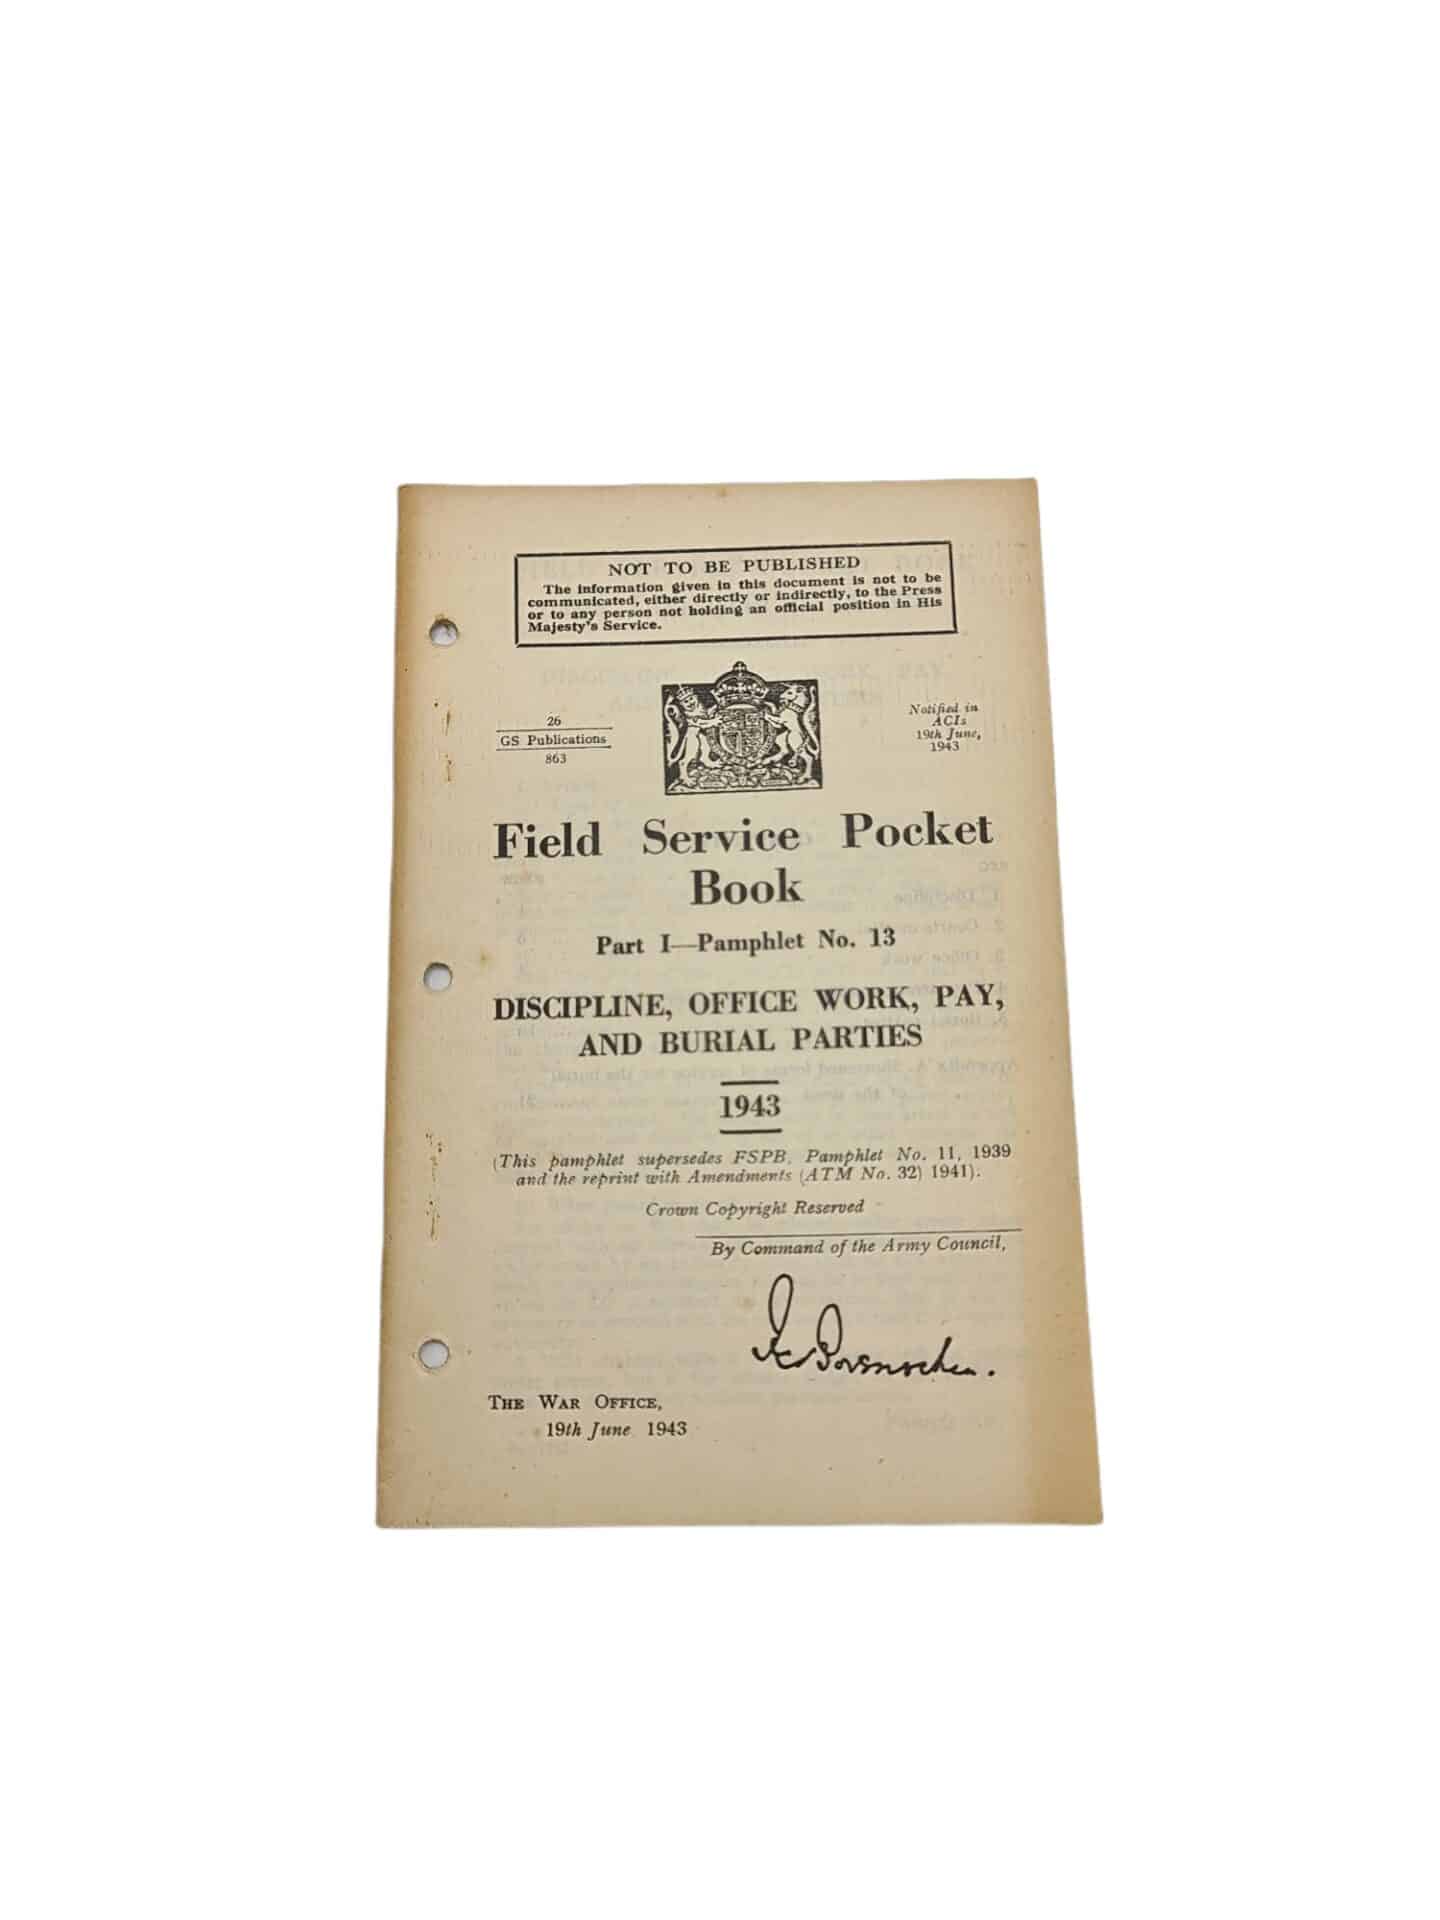 NOT TO BE PUBLISHED
The information given in this document is not to be
communicated, either directly or indirectly, to the Press
or to any person not holding an official position in His
Majesty's Service.
26
GS Publications
863
Notified in
ACIs
19th June,
1943
Field Service Pocket
Book
Part I—Pamphlet No. 13
DISCIPLINE, OFFICE WORK, PAY,
AND BURIAL PARTIES
1943
(This pamphlet supersedes FSPB, Pamphlet No. 11, 1939
and the reprint with Amendments (ATM No. 32) 1941).
Crown Copyright Reserved
By Command of the Army Council,
THE WAR OFFICE,
19th June 1943